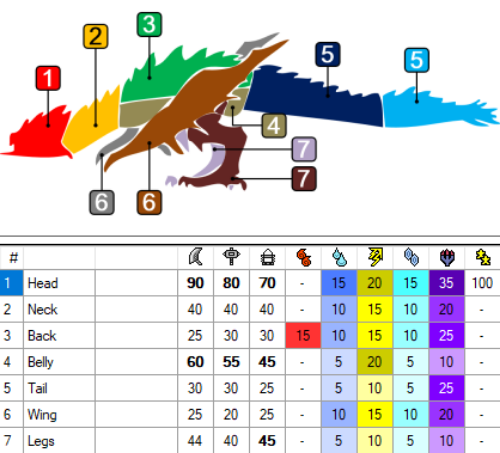 3
2
1
5
5
4
7
7
6
6
#
1 Head 90 80 70 - 15 20 15 35 100
2 Neck 40 40 40 - 10 15 10 20 -
3 Back 25 30 30 15 10 15 10 25 -
4 Belly 60 55 45 - 5 20 5 10 -
5 Tail 30 30 25 - 5 10 5 25 -
6 Wing 25 20 25 - 10 15 10 20 -
7 Legs 44 40 45 - 5 10 5 10 -